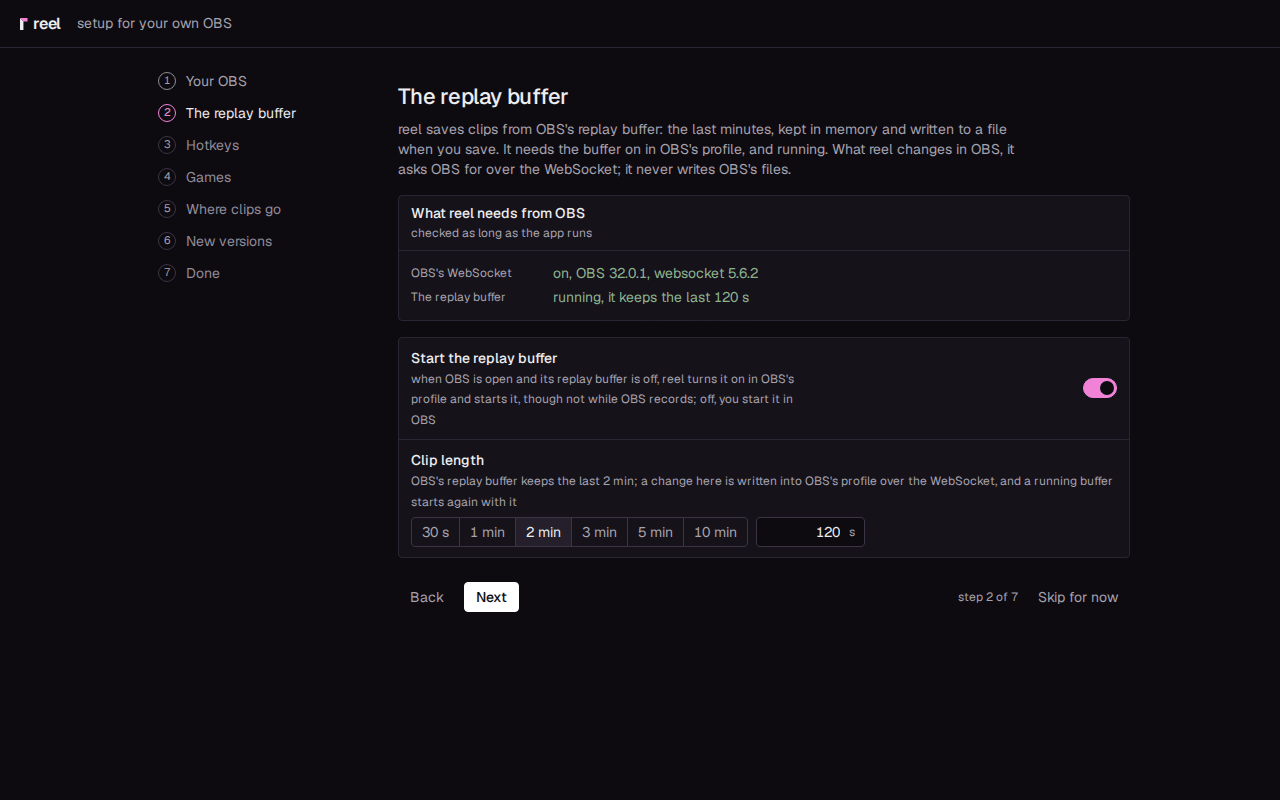 reel setup for your own OBS
1 Your OBS
2 The replay buffer
3 Hotkeys
4 Games
5 Where clips go
6 New versions
7 Done
The replay buffer
reel saves clips from OBS's replay buffer: the last minutes, kept in memory and written to a file
when you save. It needs the buffer on in OBS's profile, and running. What reel changes in OBS, it
asks OBS for over the WebSocket; it never writes OBS's files.
What reel needs from OBS
checked as long as the app runs
OBS's WebSocket on, OBS 32.0.1, websocket 5.6.2
The replay buffer running, it keeps the last 120 s
Start the replay buffer
when OBS is open and its replay buffer is off, reel turns it on in OBS's
profile and starts it, though not while OBS records; off, you start it in
OBS
Clip length
OBS's replay buffer keeps the last 2 min; a change here is written into OBS's profile over the WebSocket, and a running buffer
starts again with it
30 s 1 min 2 min 3 min 5 min 10 min 120 s
Back Next step 2 of 7 Skip for now